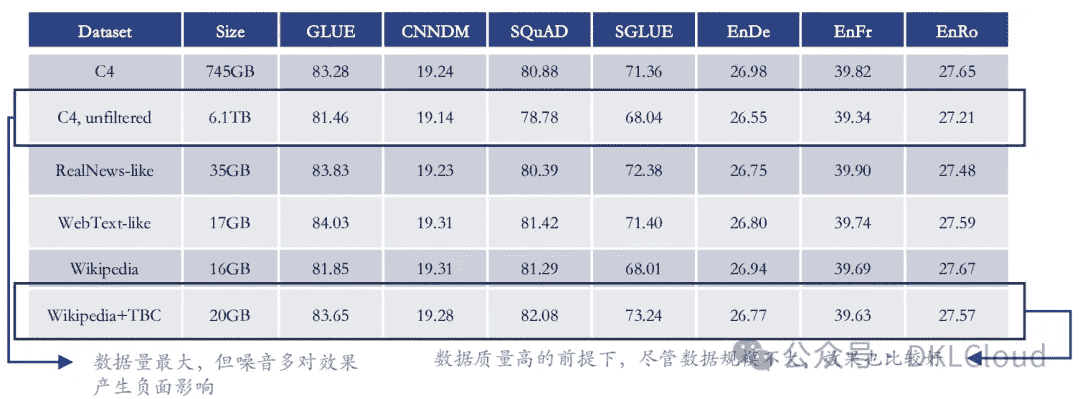 Dataset Size GLUE CNNDM SQuAD SGLUE EnDe EnFr EnRo
C4 745GB 83.28 19.24 80.88 71.36 26.98 39.82 27.65
C4, unfiltered 6.1TB 81.46 19.14 78.78 68.04 26.55 39.34 27.21
RealNews-like 35GB 83.83 19.23 80.39 72.38 26.75 39.90 27.48
WebText-like 17GB 84.03 19.31 81.42 71.40 26.80 39.74 27.59
Wikipedia 16GB 81.85 19.31 81.29 68.01 26.94 39.69 27.67
Wikipedia+TBC 20GB 83.65 19.28 82.08 73.24 26.77 39.63 27.57
数据量最大，但噪音多对效果
产生负面影响
数据质量高的前提下，尽管数据规模不大，效果也比较好
公众号·DKLCloud